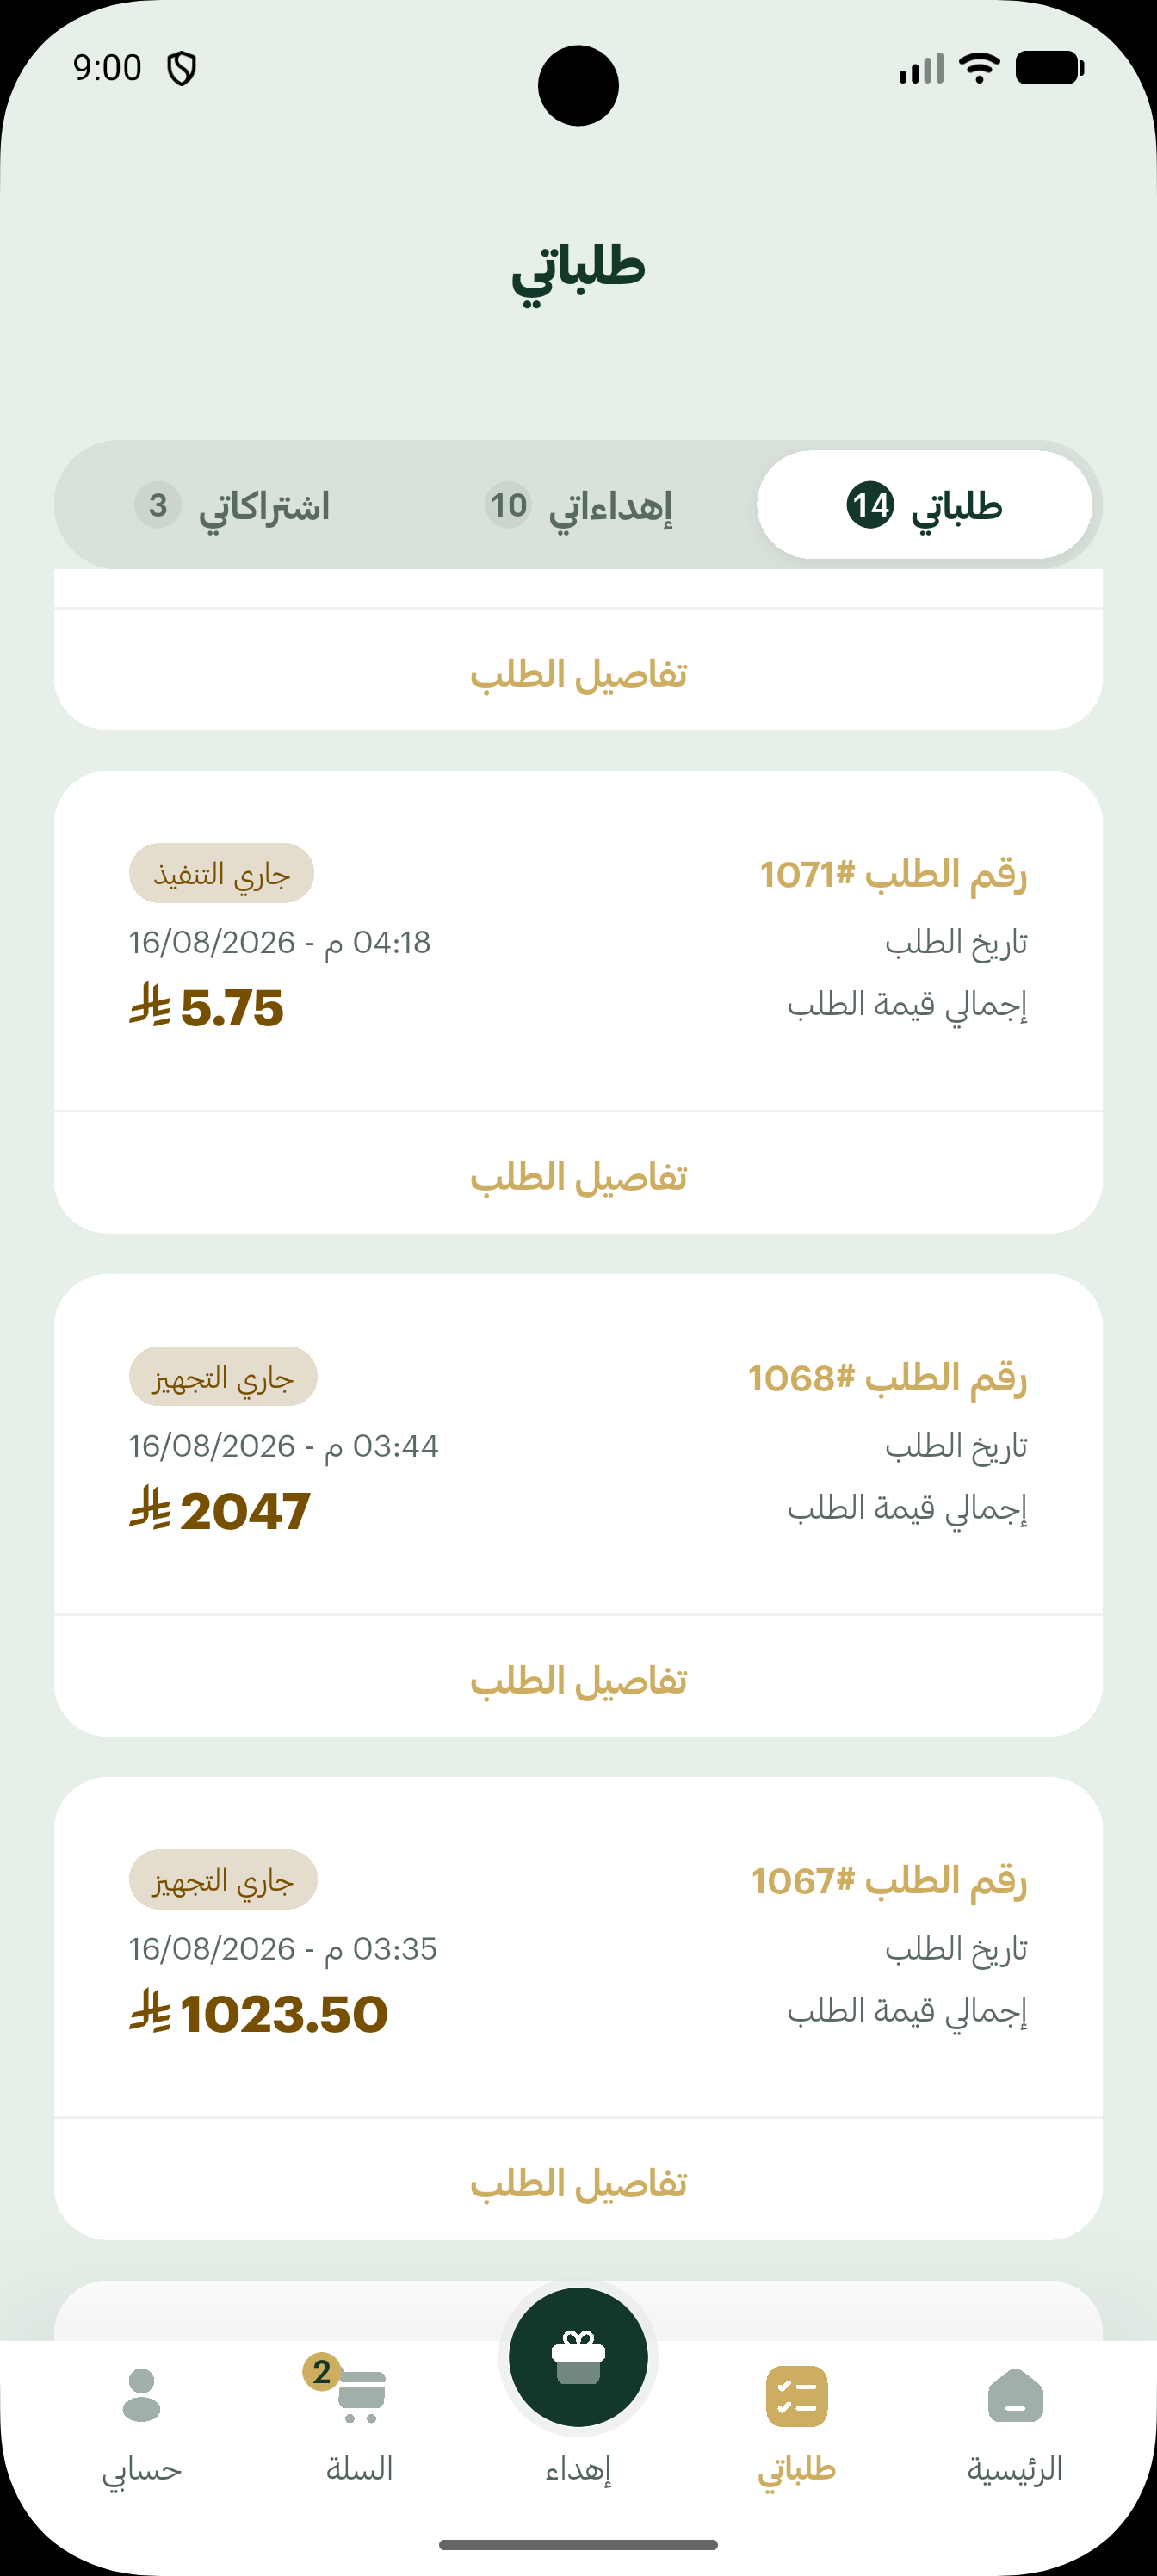 9:00
طلباتي
طلباتي 14 إهداءاتي 10 اشتراكاتي 3
تفاصيل الطلب
رقم الطلب #1071 جاري التنفيذ
تاريخ الطلب 16/08/2026 - 04:18 م
إجمالي قيمة الطلب 5.75
تفاصيل الطلب
رقم الطلب #1068 جاري التجهيز
تاريخ الطلب 16/08/2026 - 03:44 م
إجمالي قيمة الطلب 2047
تفاصيل الطلب
رقم الطلب #1067 جاري التجهيز
تاريخ الطلب 16/08/2026 - 03:35 م
إجمالي قيمة الطلب 1023.50
تفاصيل الطلب
2
الرئيسية طلباتي إهداء السلة حسابي